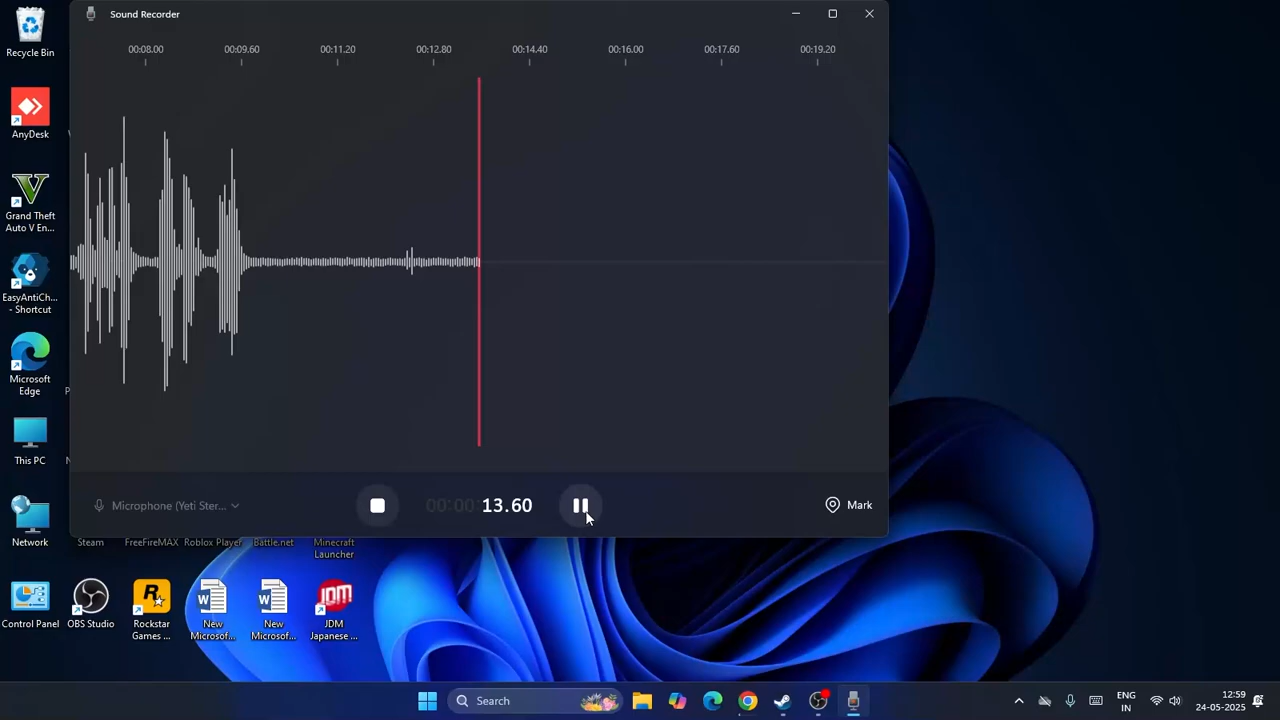 Sound Recorder
00:08.00 00:09.60 00:11.20 00:12.80 00:14.40 00:16.00 00:17.60 00:19.20
Microphone (Yeti Ster...
00:00:13.60
Mark
Recycle Bin
AnyDesk
Grand Theft
Auto V En...
EasyAntiCh...
- Shortcut
Microsoft
Edge
This PC
Network
Steam
FreeFireMAX
Roblox Player
Battle.net
Minecraft
Launcher
Control Panel
OBS Studio
Rockstar
Games ...
New
Microsof...
New
Microsof...
JDM
Japanese ...
JDM
Search
ENG
IN
12:59
24-05-2025